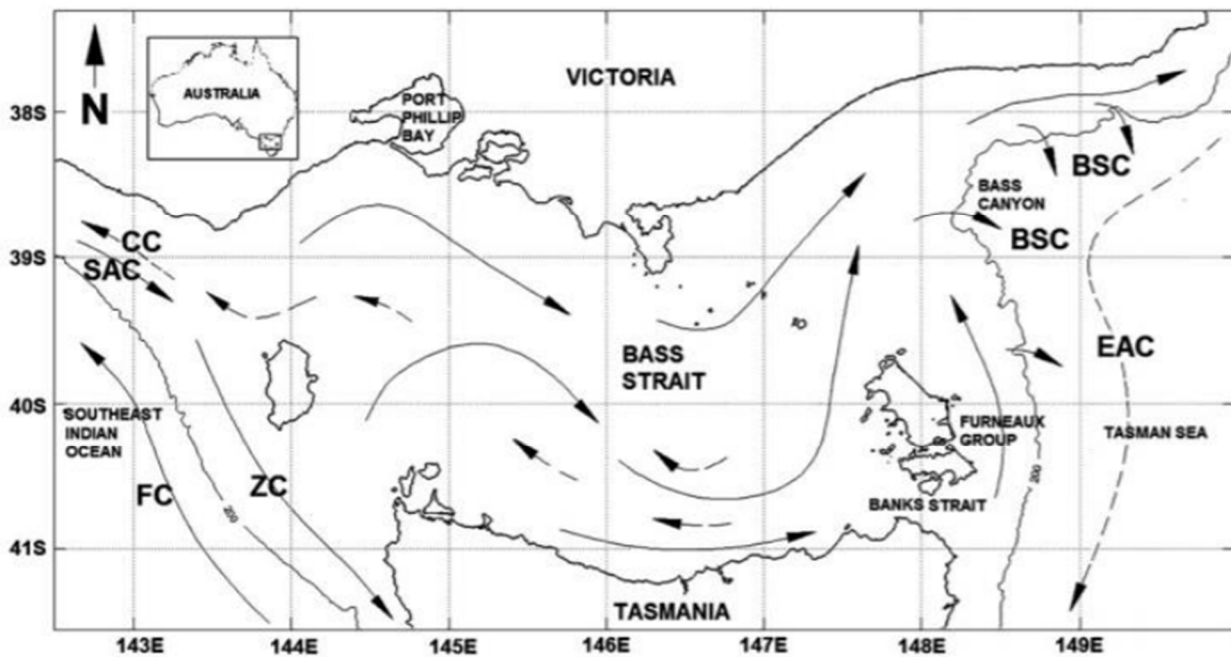 VICTORIA
AUSTRALIA
N
PORT
PHILLIP
BAY
38S
BSC
BASS
CANYON
BSC
CC
39S
SAC
BASS
STRAIT
EAC
40S
SOUTHEAST
INDIAN
OCEAN
FURNEAUX
GROUP
TASMAN SEA
FC
ZC
200
200
BANKS STRAIT
41S
TASMANIA
143E 144E 145E 146E 147E 148E 149E